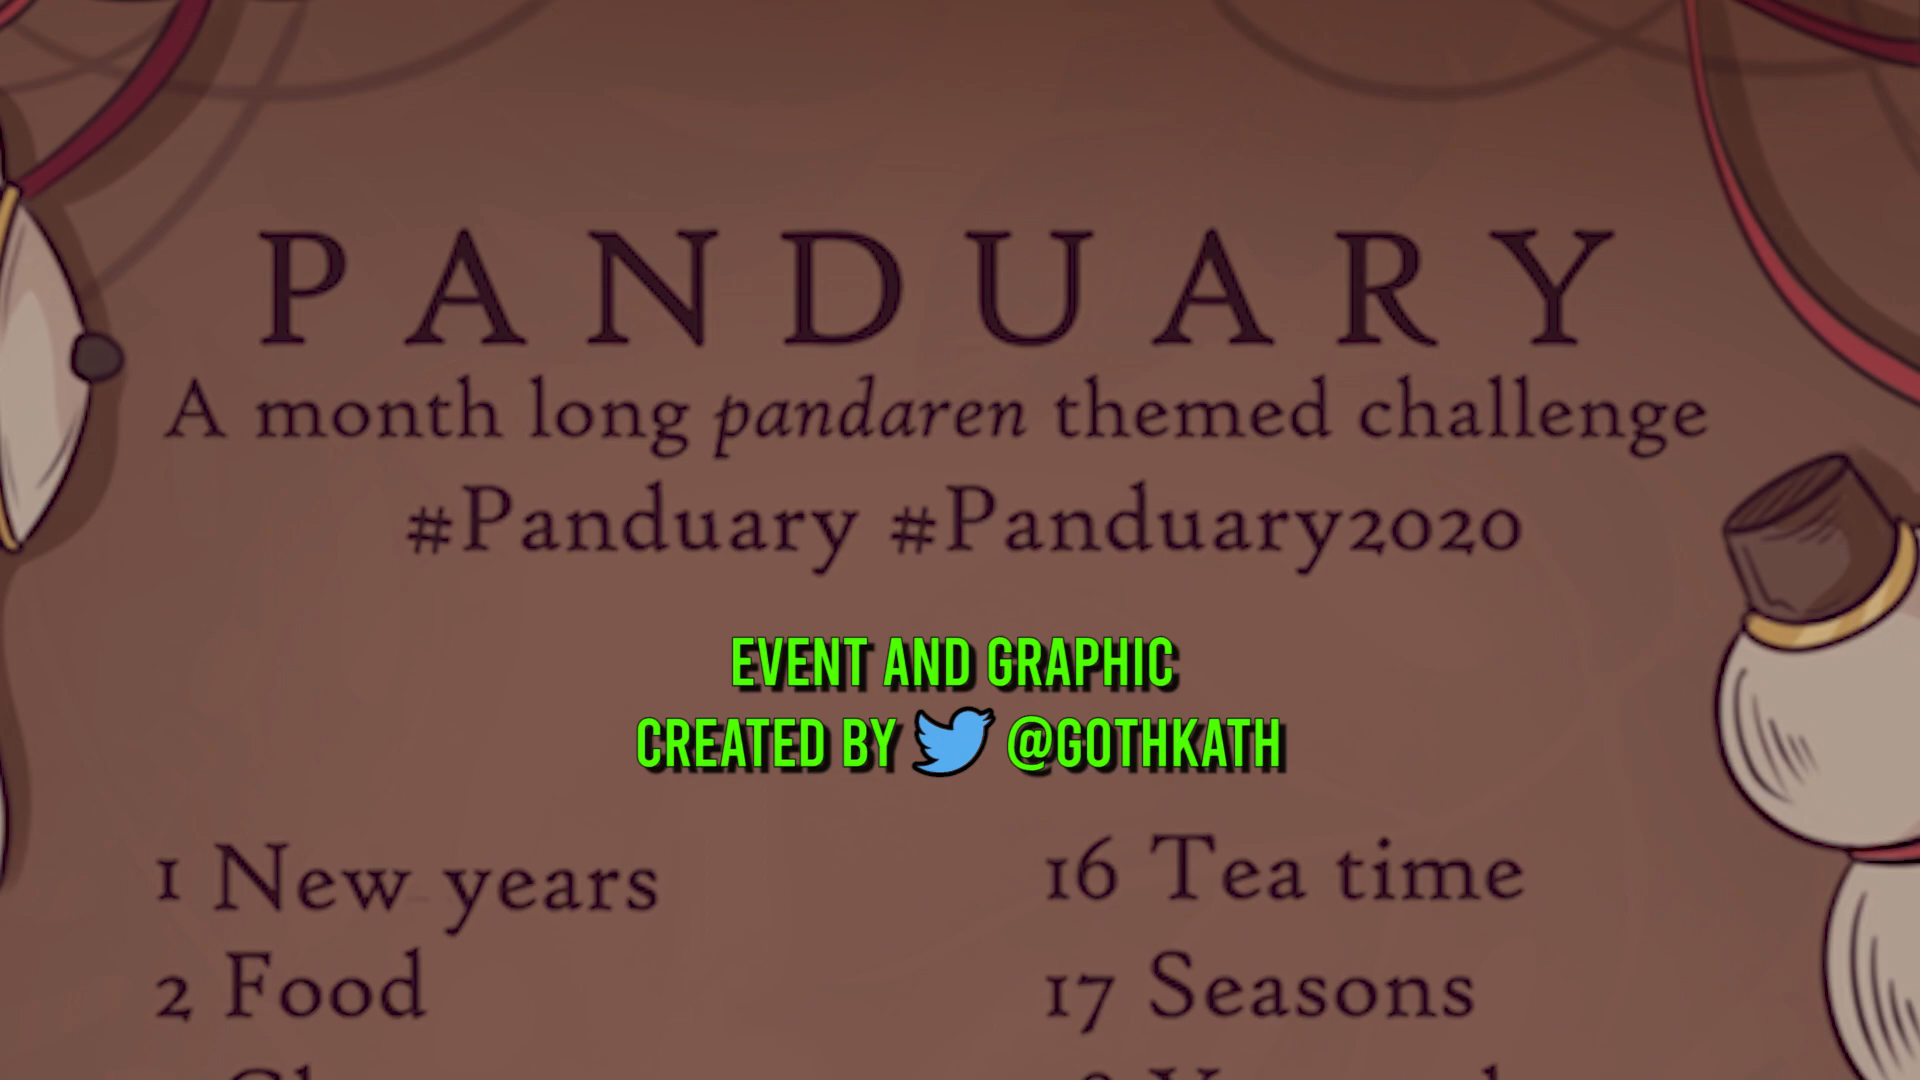 PANDUARY
A month long pandaren themed challenge
#Panduary #Panduary2020
EVENT AND GRAPHIC
CREATED BY @GOTHKATH
1 New years
2 Food
16 Tea time
17 Seasons